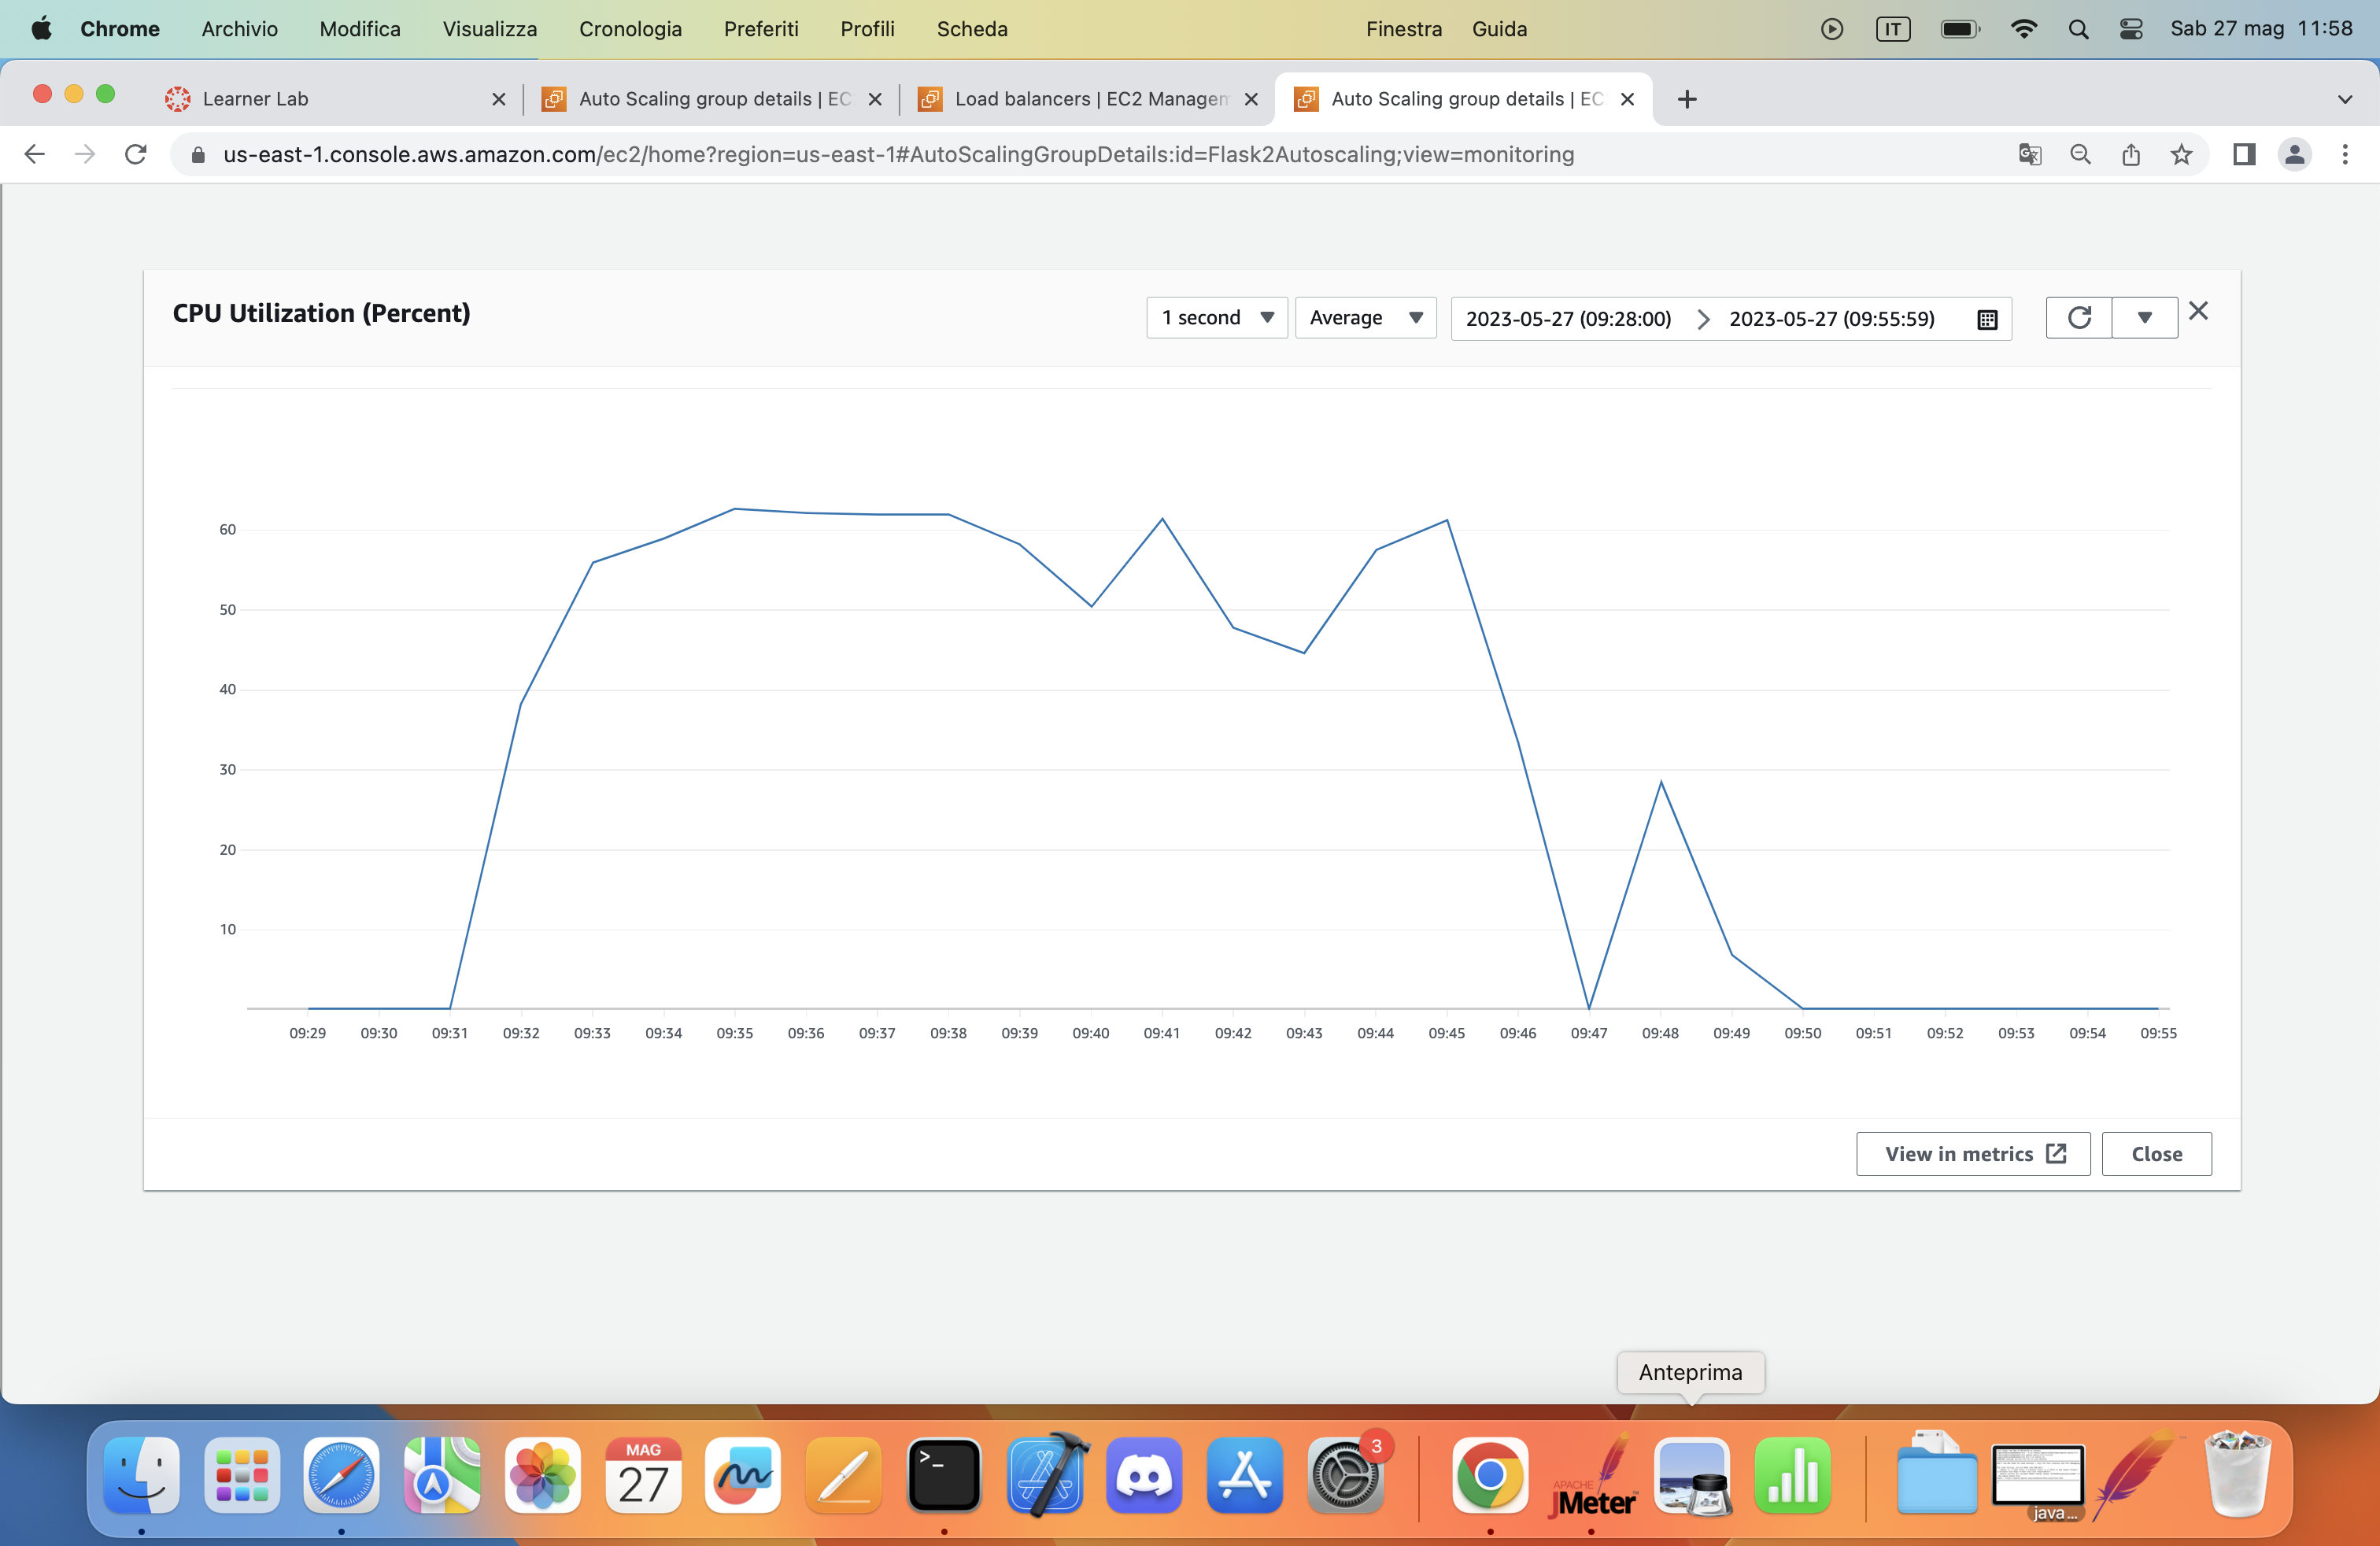 Chrome Archivio Modifica Visualizza Cronologia Preferiti Profili Scheda Finestra Guida IT Sab 27 mag 11:58
Learner Lab Auto Scaling group details | EC Load balancers | EC2 Managem Auto Scaling group details | EC
us-east-1.console.aws.amazon.com/ec2/home?region=us-east-1#AutoScalingGroupDetails:id=Flask2Autoscaling;view=monitoring
CPU Utilization (Percent) 1 second Average 2023-05-27 (09:28:00) 2023-05-27 (09:55:59)
60
50
40
30
20
10
09:29 09:30 09:31 09:32 09:33 09:34 09:35 09:36 09:37 09:38 09:39 09:40 09:41 09:42 09:43 09:44 09:45 09:46 09:47 09:48 09:49 09:50 09:51 09:52 09:53 09:54 09:55
View in metrics Close
Anteprima
MAG
27
3
APACHE
JMeter
java...